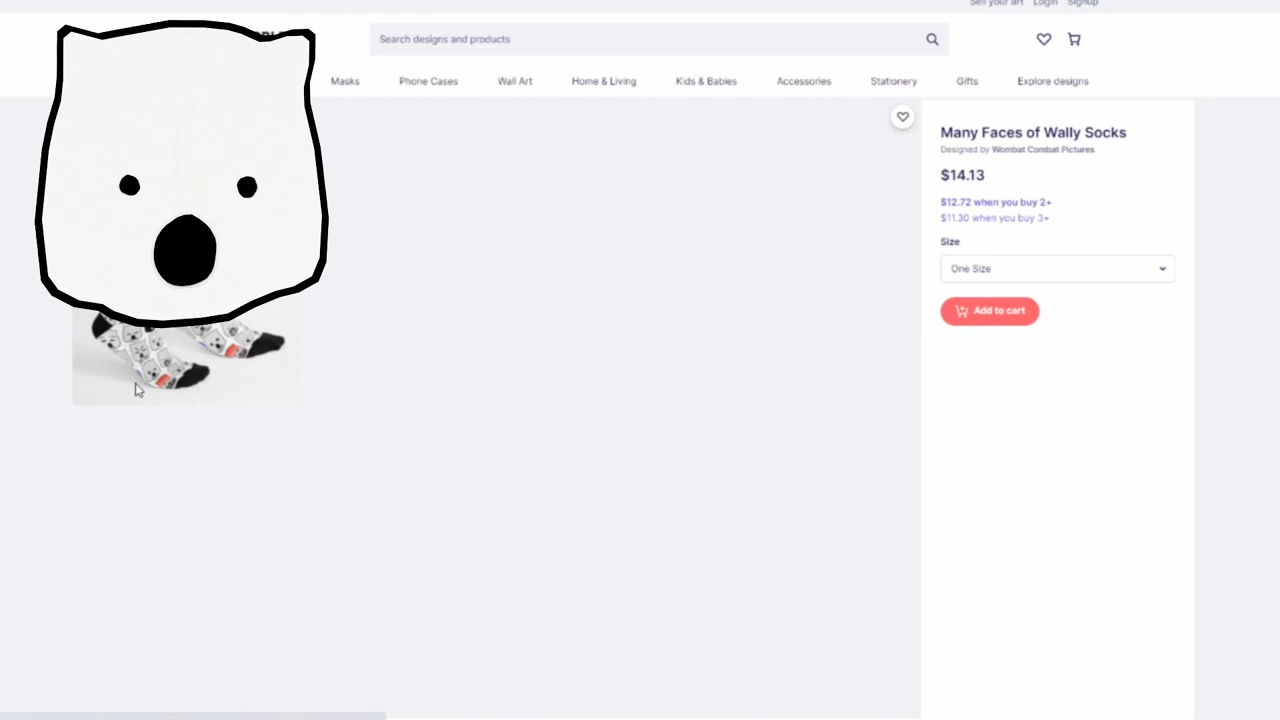 Sell your art Login Signup
Search designs and products
Masks Phone Cases Wall Art Home & Living Kids & Babies Accessories Stationery Gifts Explore designs
Many Faces of Wally Socks
Designed by Wombat Combat Pictures
$14.13
$12.72 when you buy 2+
$11.30 when you buy 3+
Size
One Size
Add to cart